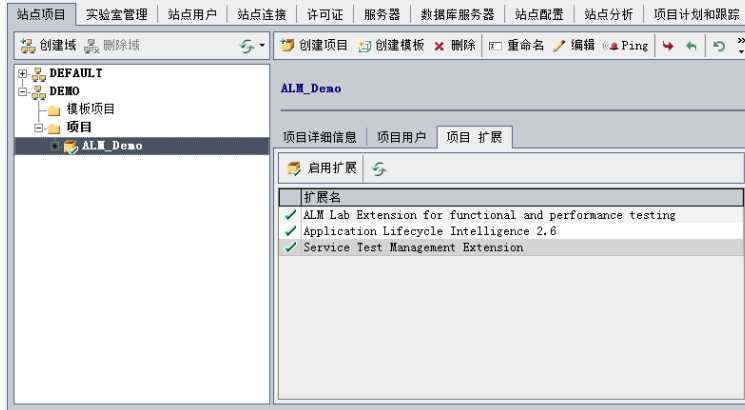 站点项目 实验室管理 站点用户 站点连接 许可证 服务器 数据库服务器 站点配置 站点分析 项目计划和跟踪
创建域 删除域 创建项目 创建模板 删除 重命名 编辑 Ping
DEFAULT
DEMO
模板项目
项目
ALM_Demo
ALM_Demo
项目详细信息 项目用户 项目 扩展
启用扩展
扩展名
ALM Lab Extension for functional and performance testing
Application Lifecycle Intelligence 2.6
Service Test Management Extension